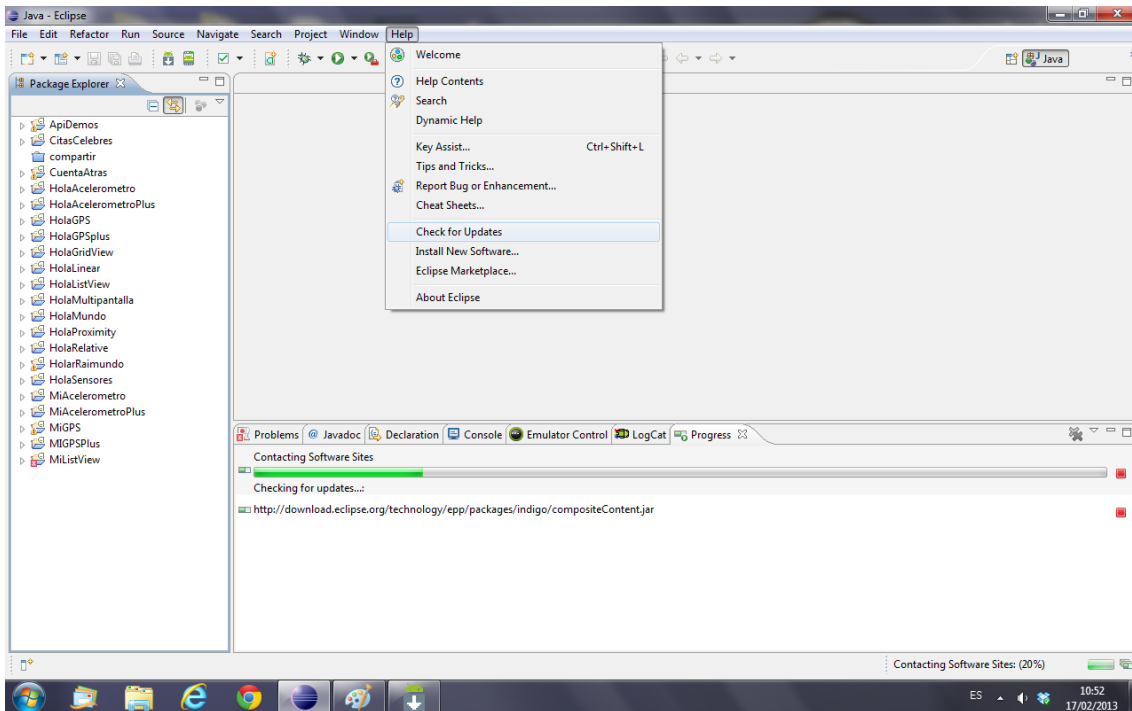 Java - Eclipse
File Edit Refactor Run Source Navigate Search Project Window Help
Java
Package Explorer
ApiDemos
CitasCelebres
compartir
CuentaAtras
HolaAcelerometro
HolaAcelerometroPlus
HolaGPS
HolaGPSplus
HolaGridView
HolaLinear
HolaListView
HolaMultipantalla
HolaMundo
HolaProximity
HolaRelative
HolarRaimundo
HolaSensores
MiAcelerometro
MiAcelerometroPlus
MiGPS
MIGPSPlus
MiListView
Welcome
Help Contents
Search
Dynamic Help
Key Assist... Ctrl+Shift+L
Tips and Tricks...
Report Bug or Enhancement...
Cheat Sheets...
Check for Updates
Install New Software...
Eclipse Marketplace...
About Eclipse
Problems @ Javadoc Declaration Console Emulator Control LogCat Progress
Contacting Software Sites
Checking for updates...:
http://download.eclipse.org/technology/epp/packages/indigo/compositeContent.jar
Contacting Software Sites: (20%)
ES 10:52
17/02/2013